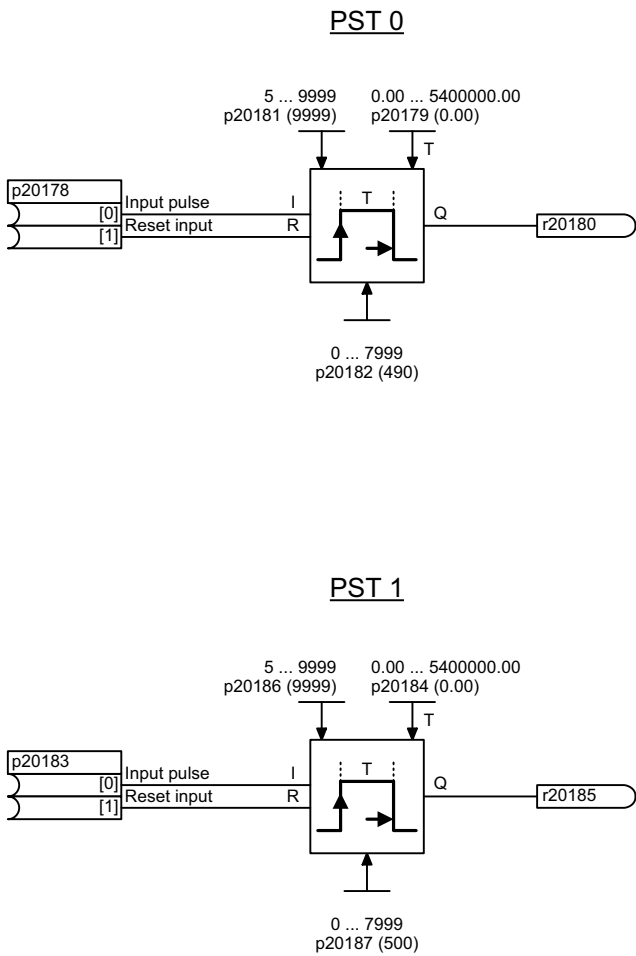 PST 0
5 ... 9999
p20181 (9999)
0.00 ... 5400000.00
p20179 (0.00)
T
p20178
[0]
Input pulse
I
[1]
Reset input
R
T
Q
r20180
0 ... 7999
p20182 (490)
PST 1
5 ... 9999
p20186 (9999)
0.00 ... 5400000.00
p20184 (0.00)
T
p20183
[0]
Input pulse
I
[1]
Reset input
R
T
Q
r20185
0 ... 7999
p20187 (500)